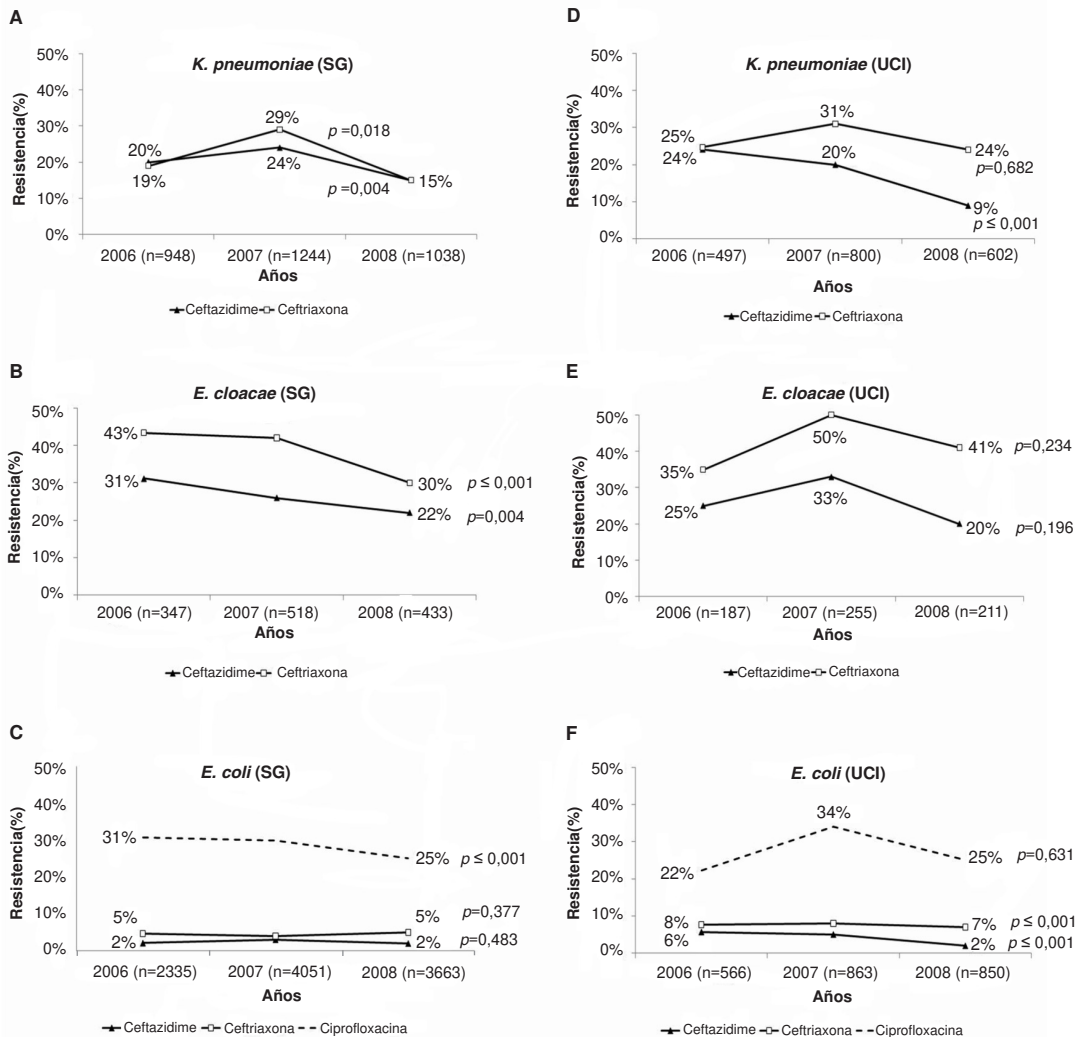 A
K. pneumoniae (SG)
Resistencia(%)
50%
40%
30%
20%
10%
0%
20%
19%
29%
24%
p =0,018
p =0,004
15%
2006 (n=948) 2007 (n=1244) 2008 (n=1038)
Años
Ceftazidime Ceftriaxona
B
E. cloacae (SG)
Resistencia(%)
50%
40%
30%
20%
10%
0%
43%
31%
30% p ≤ 0,001
22% p=0,004
2006 (n=347) 2007 (n=518) 2008 (n=433)
Años
Ceftazidime Ceftriaxona
C
E. coli (SG)
Resistencia(%)
50%
40%
30%
20%
10%
0%
31%
25% p ≤ 0,001
5%
5% p=0,377
2%
2% p=0,483
2006 (n=2335) 2007 (n=4051) 2008 (n=3663)
Años
Ceftazidime Ceftriaxona Ciprofloxacina
D
K. pneumoniae (UCI)
Resistencia(%)
50%
40%
30%
20%
10%
0%
25%
24%
31%
20%
24%
p=0,682
9%
p ≤ 0,001
2006 (n=497) 2007 (n=800) 2008 (n=602)
Años
Ceftazidime Ceftriaxona
E
E. cloacae (UCI)
Resistencia(%)
50%
40%
30%
20%
10%
0%
35%
25%
50%
33%
41% p=0,234
20% p=0,196
2006 (n=187) 2007 (n=255) 2008 (n=211)
Años
Ceftazidime Ceftriaxona
F
E. coli (UCI)
Resistencia(%)
50%
40%
30%
20%
10%
0%
22%
34%
25% p=0,631
8%
6%
7% p ≤ 0,001
2% p ≤ 0,001
2006 (n=566) 2007 (n=863) 2008 (n=850)
Años
Ceftazidime Ceftriaxona Ciprofloxacina